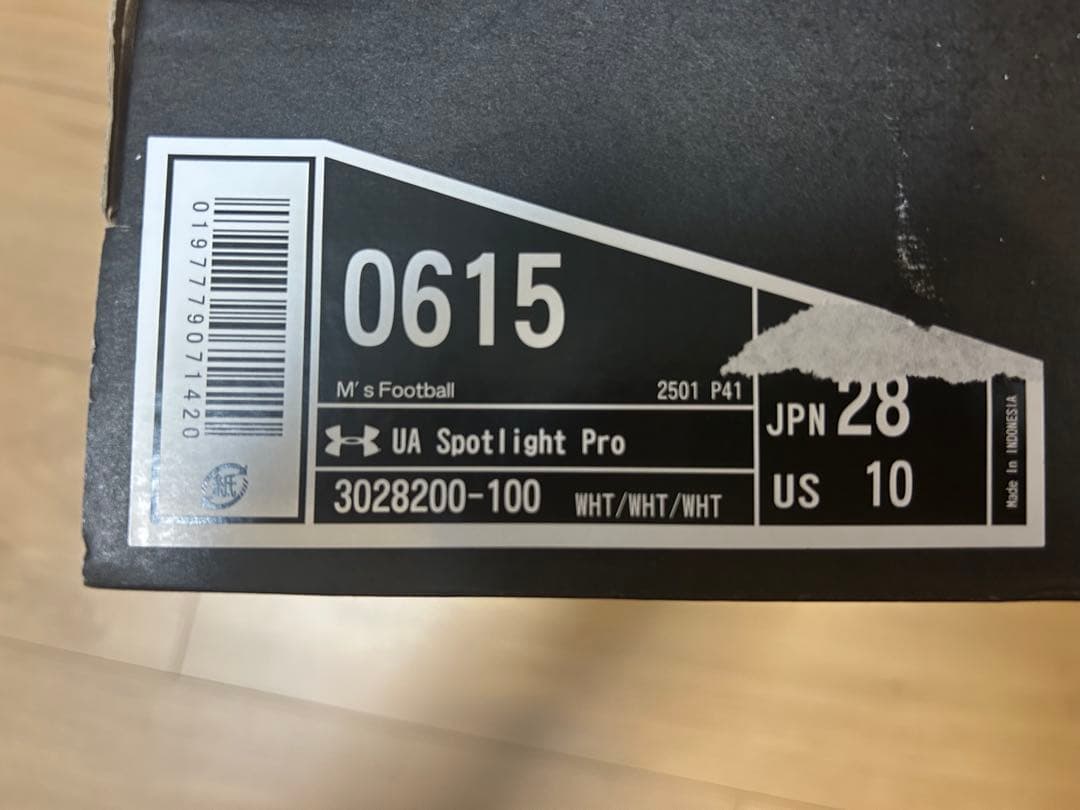 0197779071420
紙
0615
M's Football 2501 P41
UA Spotlight Pro
3028200-100 WHT/WHT/WHT
JPN 28
US 10
Made In INDONESIA